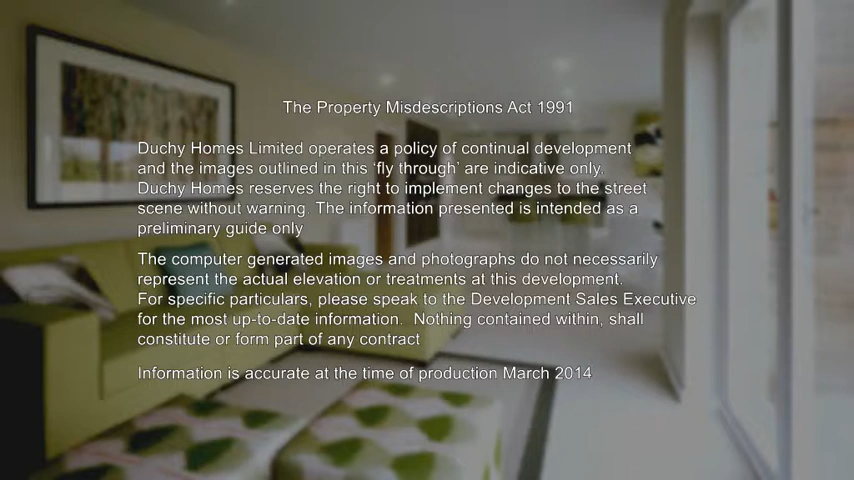 The Property Misdescriptions Act 1991
Duchy Homes Limited operates a policy of continual development
and the images outlined in this ‘fly through’ are indicative only.
Duchy Homes reserves the right to implement changes to the street
scene without warning. The information presented is intended as a
preliminary guide only
The computer generated images and photographs do not necessarily
represent the actual elevation or treatments at this development.
For specific particulars, please speak to the Development Sales Executive
for the most up-to-date information.  Nothing contained within, shall
constitute or form part of any contract
Information is accurate at the time of production March 2014